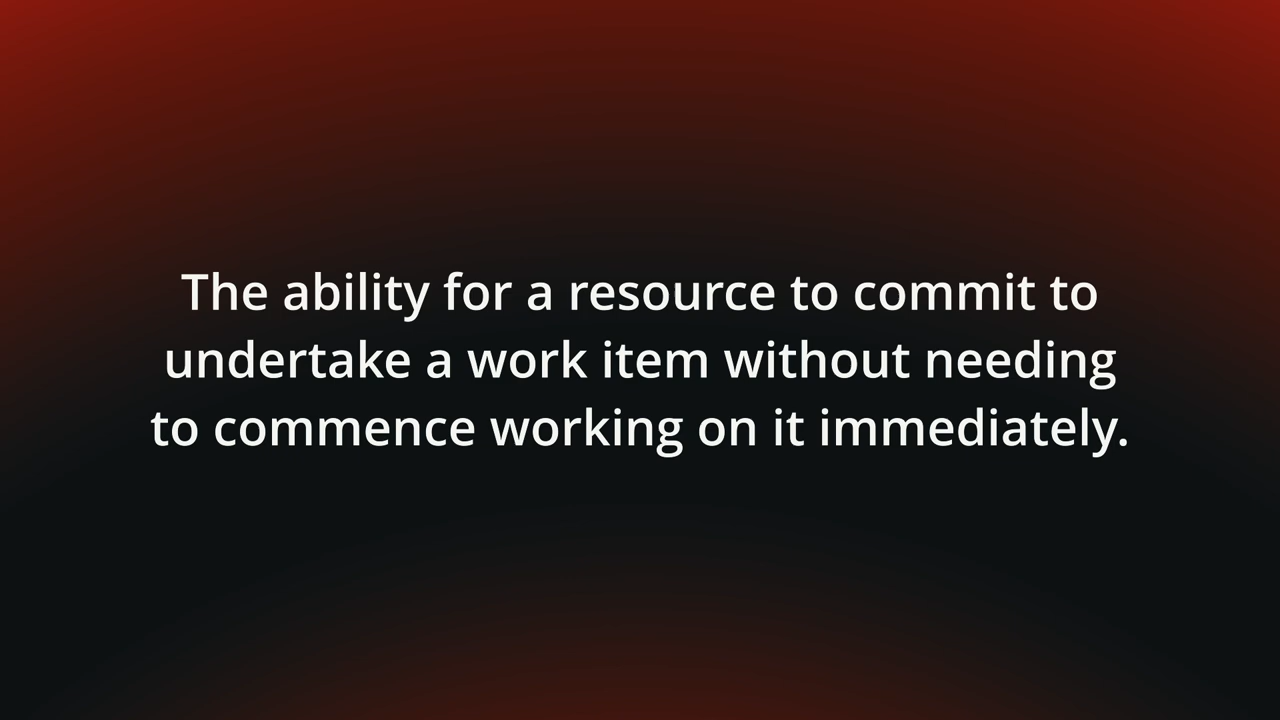 The ability for a resource to commit to
undertake a work item without needing
to commence working on it immediately.